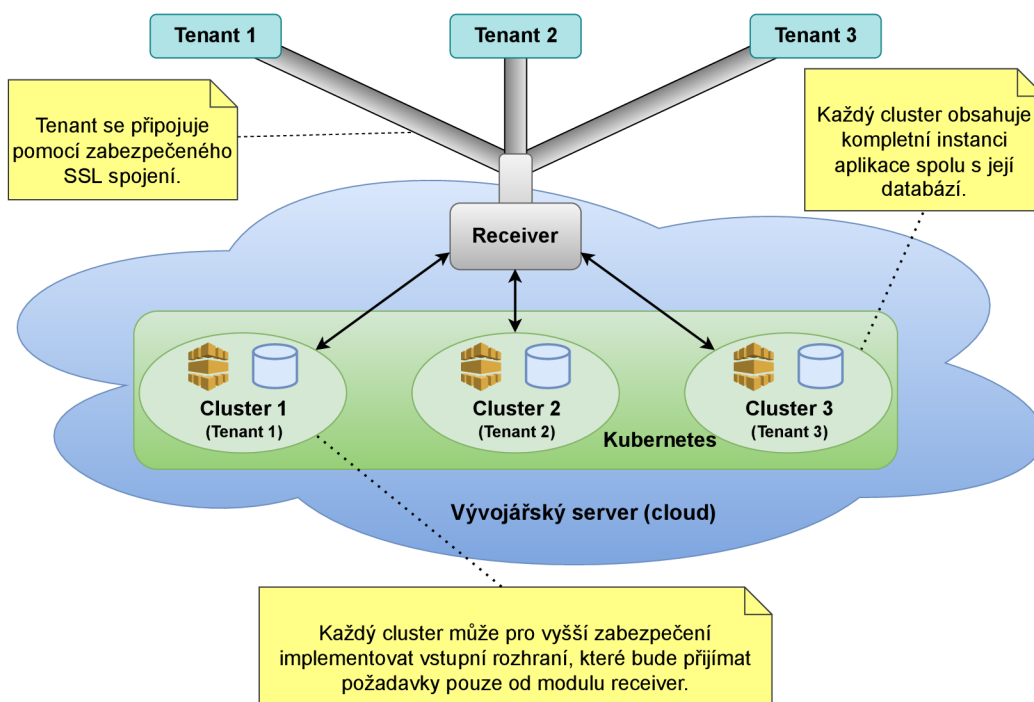 Tenant 1
Tenant 2
Tenant 3
Tenant se připojuje
pomocí zabezpečeného
SSL spojení.
Každý cluster obsahuje
kompletní instanci
aplikace spolu s její
databází.
Receiver
Cluster 1
(Tenant 1)
Cluster 2
(Tenant 2)
Cluster 3
(Tenant 3)
Kubernetes
Vývojářský server (cloud)
Každý cluster může pro vyšší zabezpečení
implementovat vstupní rozhraní, které bude přijímat
požadavky pouze od modulu receiver.